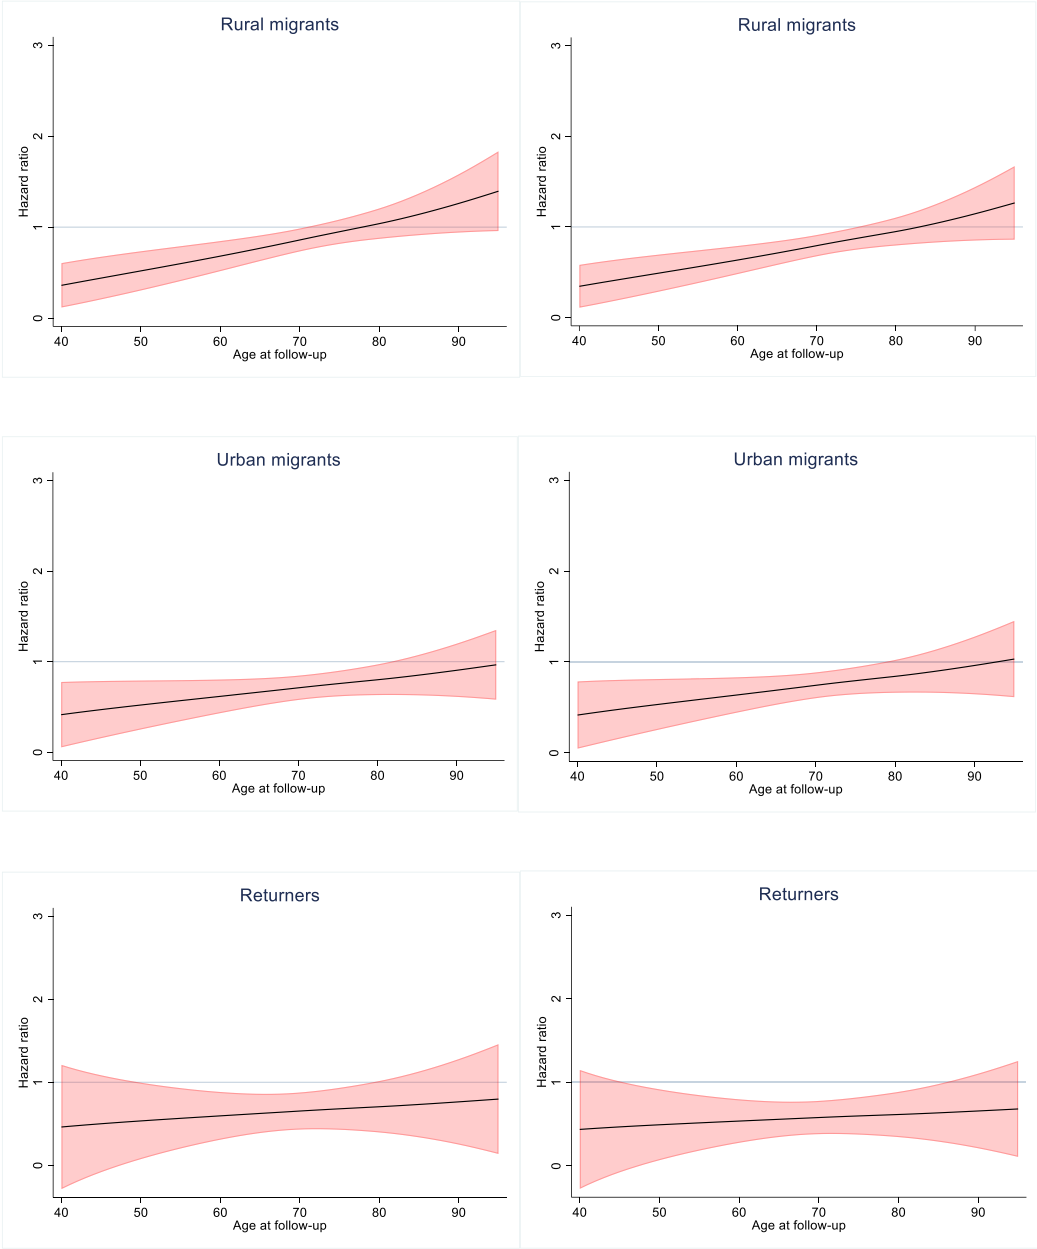 Rural migrants
3
2
1
0
Hazard ratio
40 50 60 70 80 90
Age at follow-up
Rural migrants
3
2
1
0
Hazard ratio
40 50 60 70 80 90
Age at follow-up
Urban migrants
3
2
1
0
Hazard ratio
40 50 60 70 80 90
Age at follow-up
Urban migrants
3
2
1
0
Hazard ratio
40 50 60 70 80 90
Age at follow-up
Returners
3
2
1
0
Hazard ratio
40 50 60 70 80 90
Age at follow-up
Returners
3
2
1
0
Hazard ratio
40 50 60 70 80 90
Age at follow-up